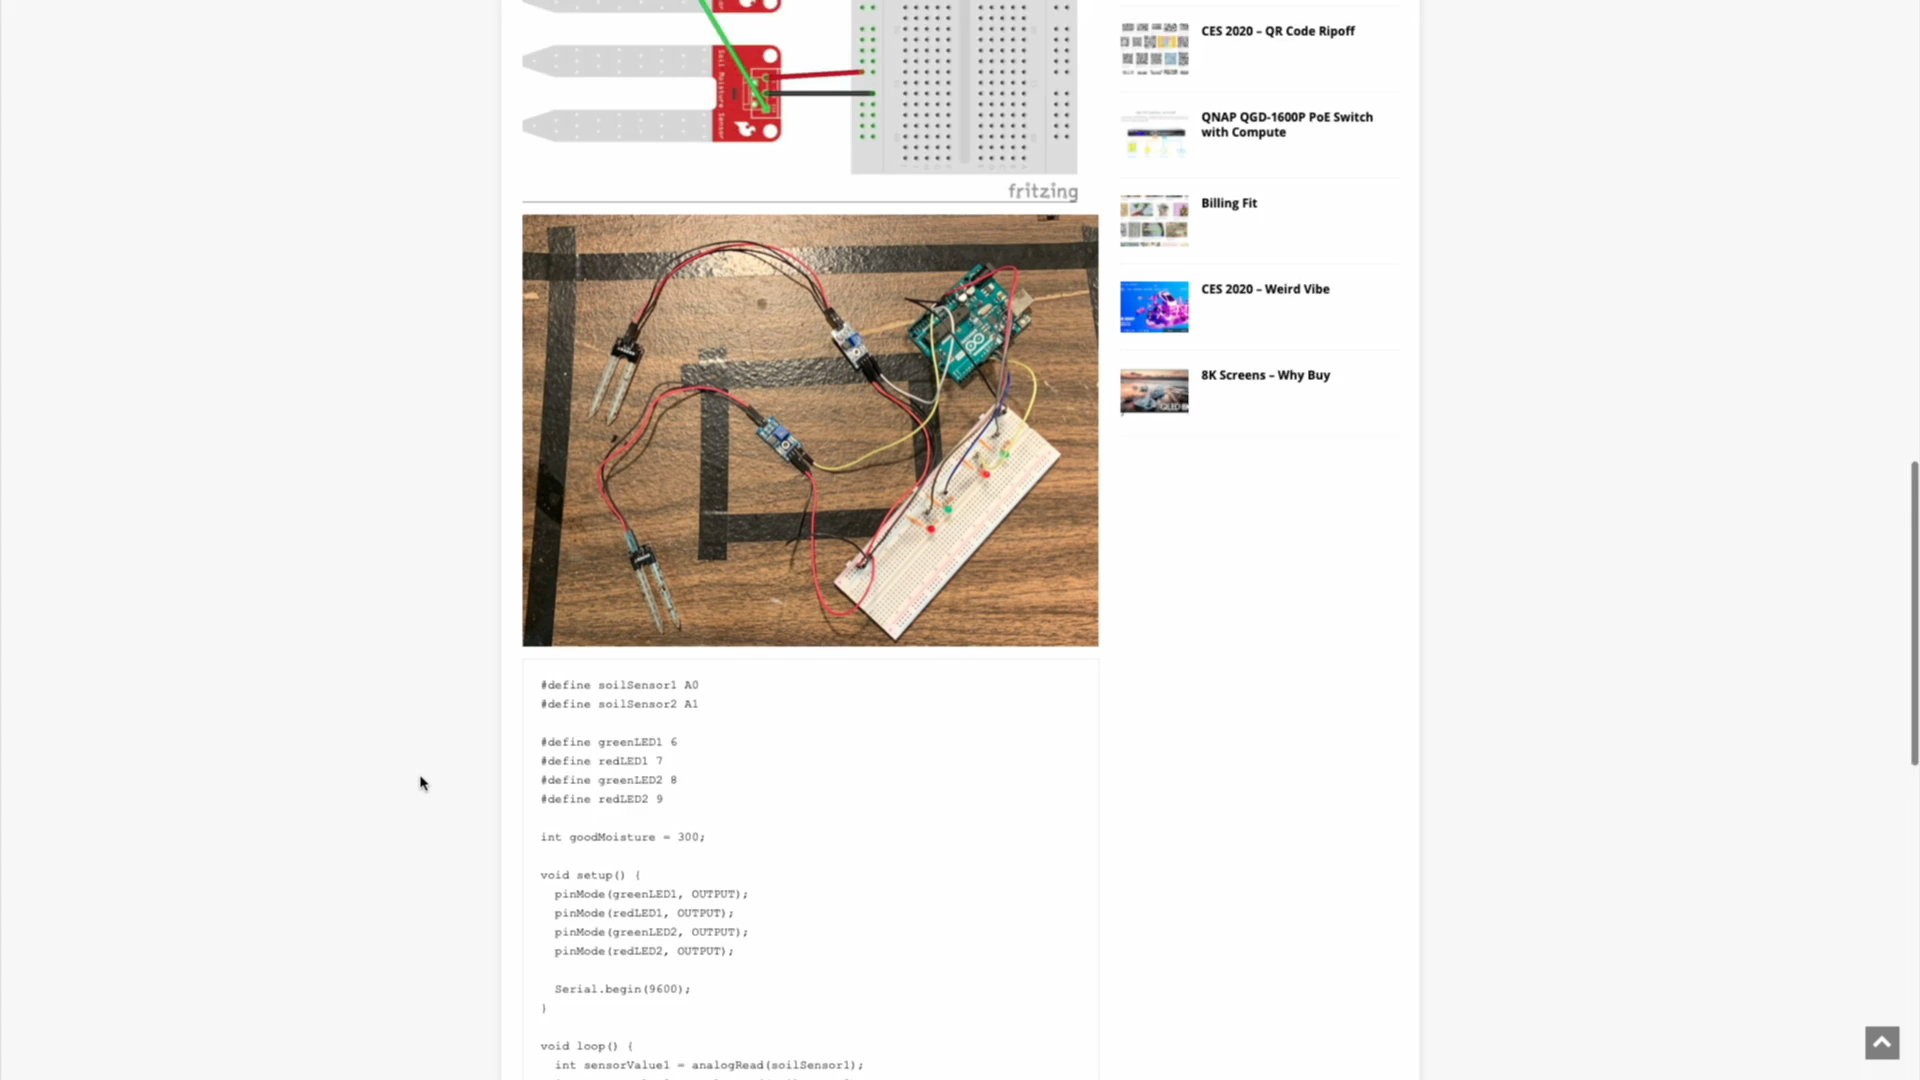 Soil Moisture Sensor
fritzing
#define soilSensor1 A0
#define soilSensor2 A1
#define greenLED1 6
#define redLED1 7
#define greenLED2 8
#define redLED2 9
int goodMoisture = 300;
void setup() {
pinMode(greenLED1, OUTPUT);
pinMode(redLED1, OUTPUT);
pinMode(greenLED2, OUTPUT);
pinMode(redLED2, OUTPUT);
Serial.begin(9600);
}
void loop() {
int sensorValue1 = analogRead(soilSensor1);
CES 2020 – QR Code Ripoff
QNAP QGD-1600P PoE Switch
with Compute
Billing Fit
CES 2020 – Weird Vibe
8K Screens – Why Buy